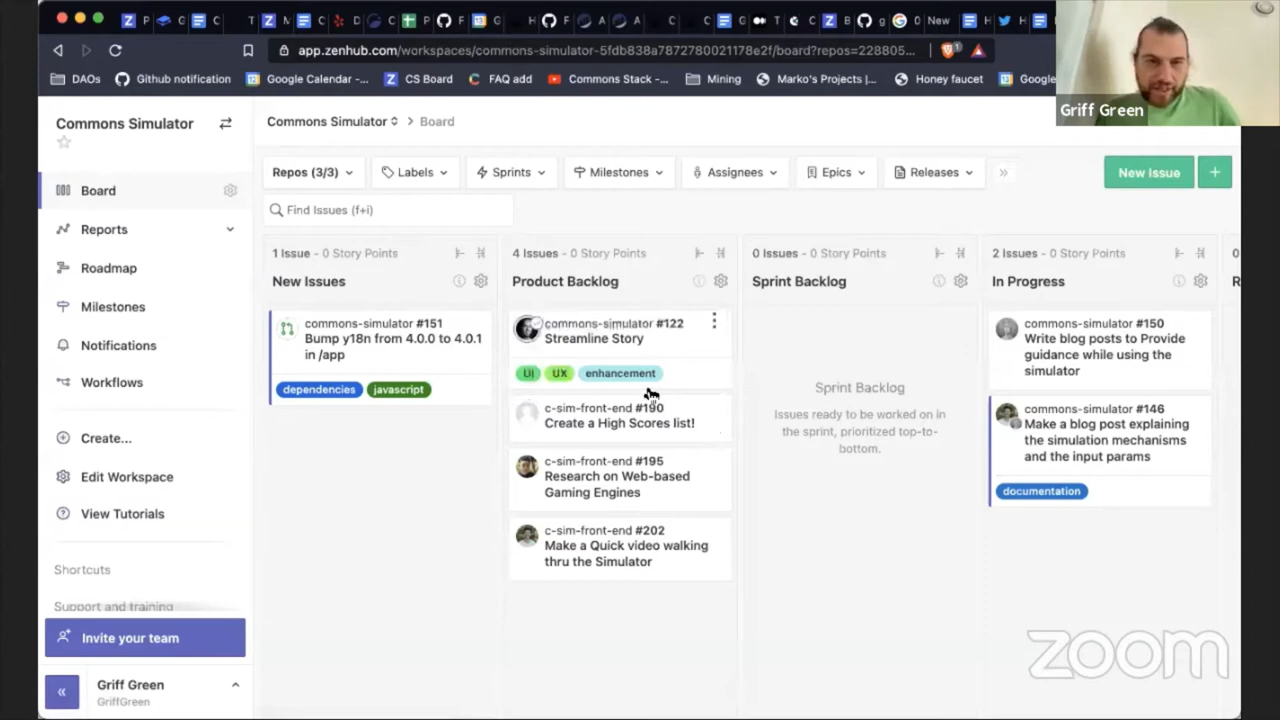 New
app.zenhub.com/workspaces/commons-simulator-5fdb838a7872780021178e2f/board?repos=228805...
DAOs
Github notification
Google Calendar -...
CS Board
FAQ add
Commons Stack -...
Mining
Marko's Projects |...
Honey faucet
Google
Griff Green
Commons Simulator
Commons Simulator > Board
Board
Reports
Roadmap
Milestones
Notifications
Workflows
Create...
Edit Workspace
View Tutorials
Shortcuts
Support and training
Invite your team
«
Griff Green
GriffGreen
Repos (3/3)
Labels
Sprints
Milestones
Assignees
Epics
Releases
»
New Issue
+
Find Issues (f+i)
1 Issue - 0 Story Points
New Issues
commons-simulator #151
Bump y18n from 4.0.0 to 4.0.1
in /app
dependencies
javascript
4 Issues - 0 Story Points
Product Backlog
commons-simulator #122
Streamline Story
UI
UX
enhancement
c-sim-front-end #190
Create a High Scores list!
c-sim-front-end #195
Research on Web-based
Gaming Engines
c-sim-front-end #202
Make a Quick video walking
thru the Simulator
0 Issues - 0 Story Points
Sprint Backlog
Sprint Backlog
Issues ready to be worked on in
the sprint, prioritized top-to-
bottom.
2 Issues - 0 Story Points
In Progress
commons-simulator #150
Write blog posts to Provide
guidance while using the
simulator
commons-simulator #146
Make a blog post explaining
the simulation mechanisms
and the input params
documentation
0
R
zoom